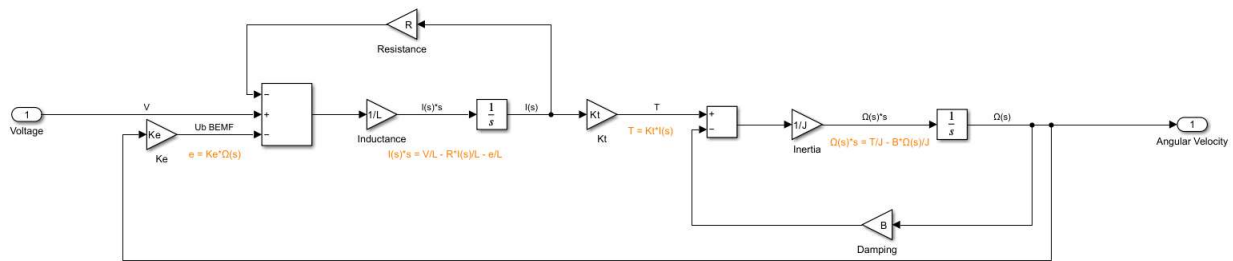 R
Resistance
1
Voltage
V
−
+
−
Ke
Ke
Ub BEMF
e = Ke*Ω(s)
1/L
Inductance
I(s)*s
I(s)*s = V/L - R*I(s)/L - e/L
1
s
I(s)
Kt
Kt
T
T = Kt*I(s)
+
−
1/J
Inertia
Ω(s)*s
Ω(s)*s = T/J - B*Ω(s)/J
1
s
Ω(s)
1
Angular Velocity
B
Damping